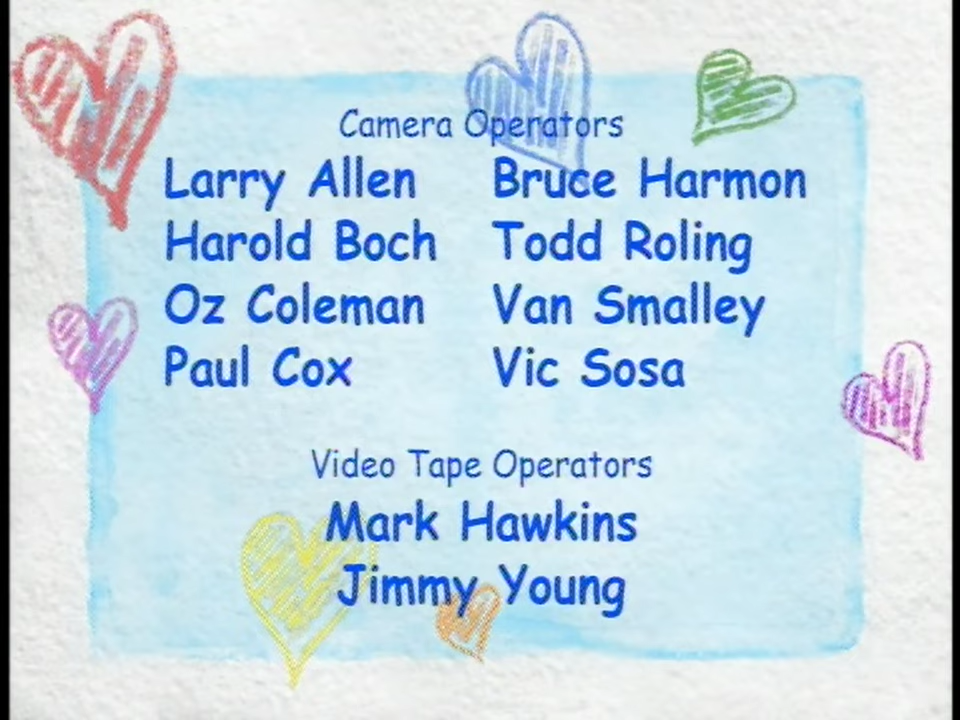 Camera Operators
Larry Allen Bruce Harmon
Harold Boch Todd Roling
Oz Coleman Van Smalley
Paul Cox Vic Sosa
Video Tape Operators
Mark Hawkins
Jimmy Young